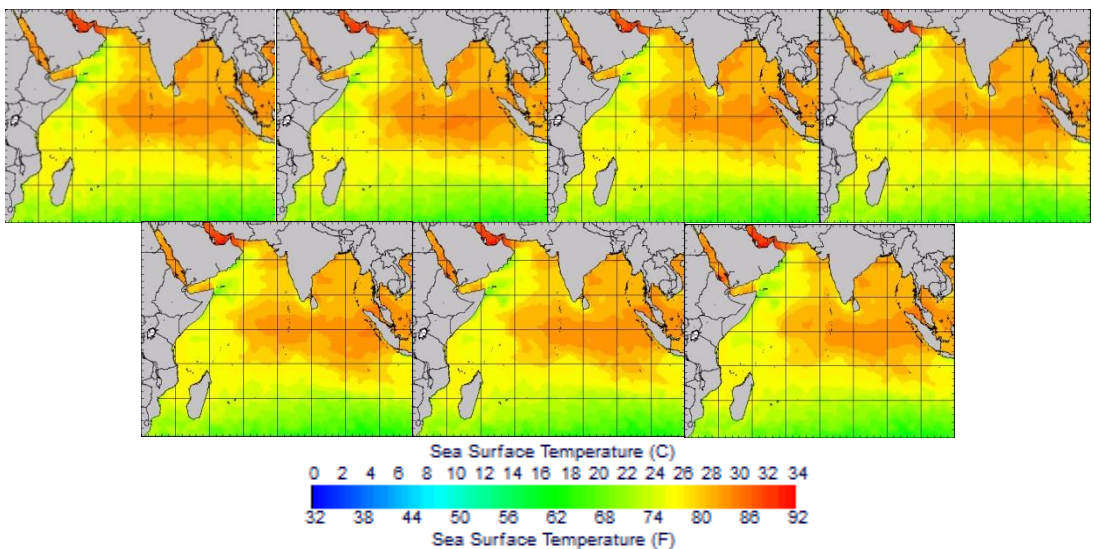 Sea Surface Temperature (C)
0 2 4 6 8 10 12 14 16 18 20 22 24 26 28 30 32 34
32 38 44 50 56 62 68 74 80 86 92
Sea Surface Temperature (F)